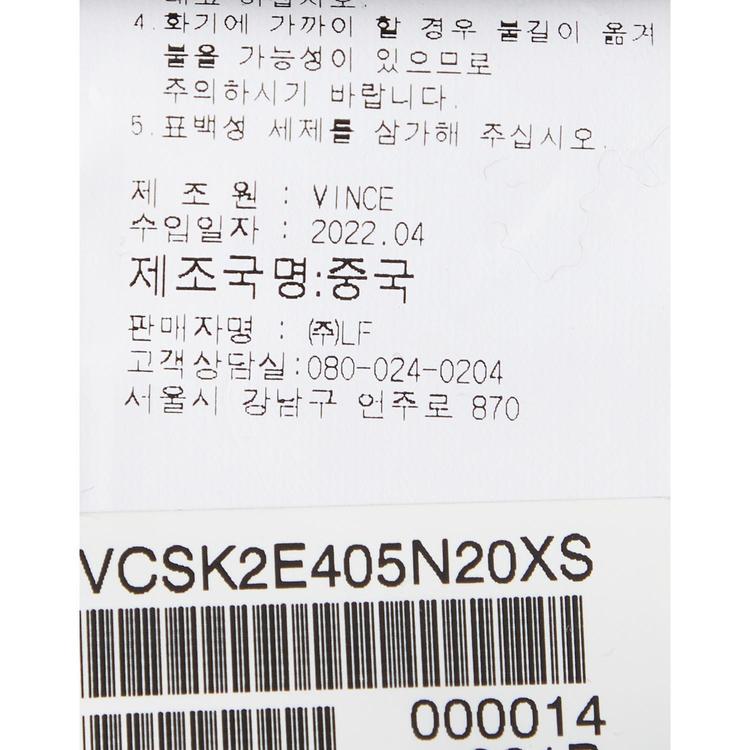 4.화기에 가까이 할 경우 불길이 옮겨
붙을 가능성이 있으므로
주의하시기 바랍니다.
5.표백성 세제를 삼가해 주십시오.
제 조 원 : VINCE
수입일자 : 2022.04
제조국명:중국
판매자명 : ㈜LF
고객상담실:080-024-0204
서울시 강남구 언주로 870
VCSK2E405N20XS
000014